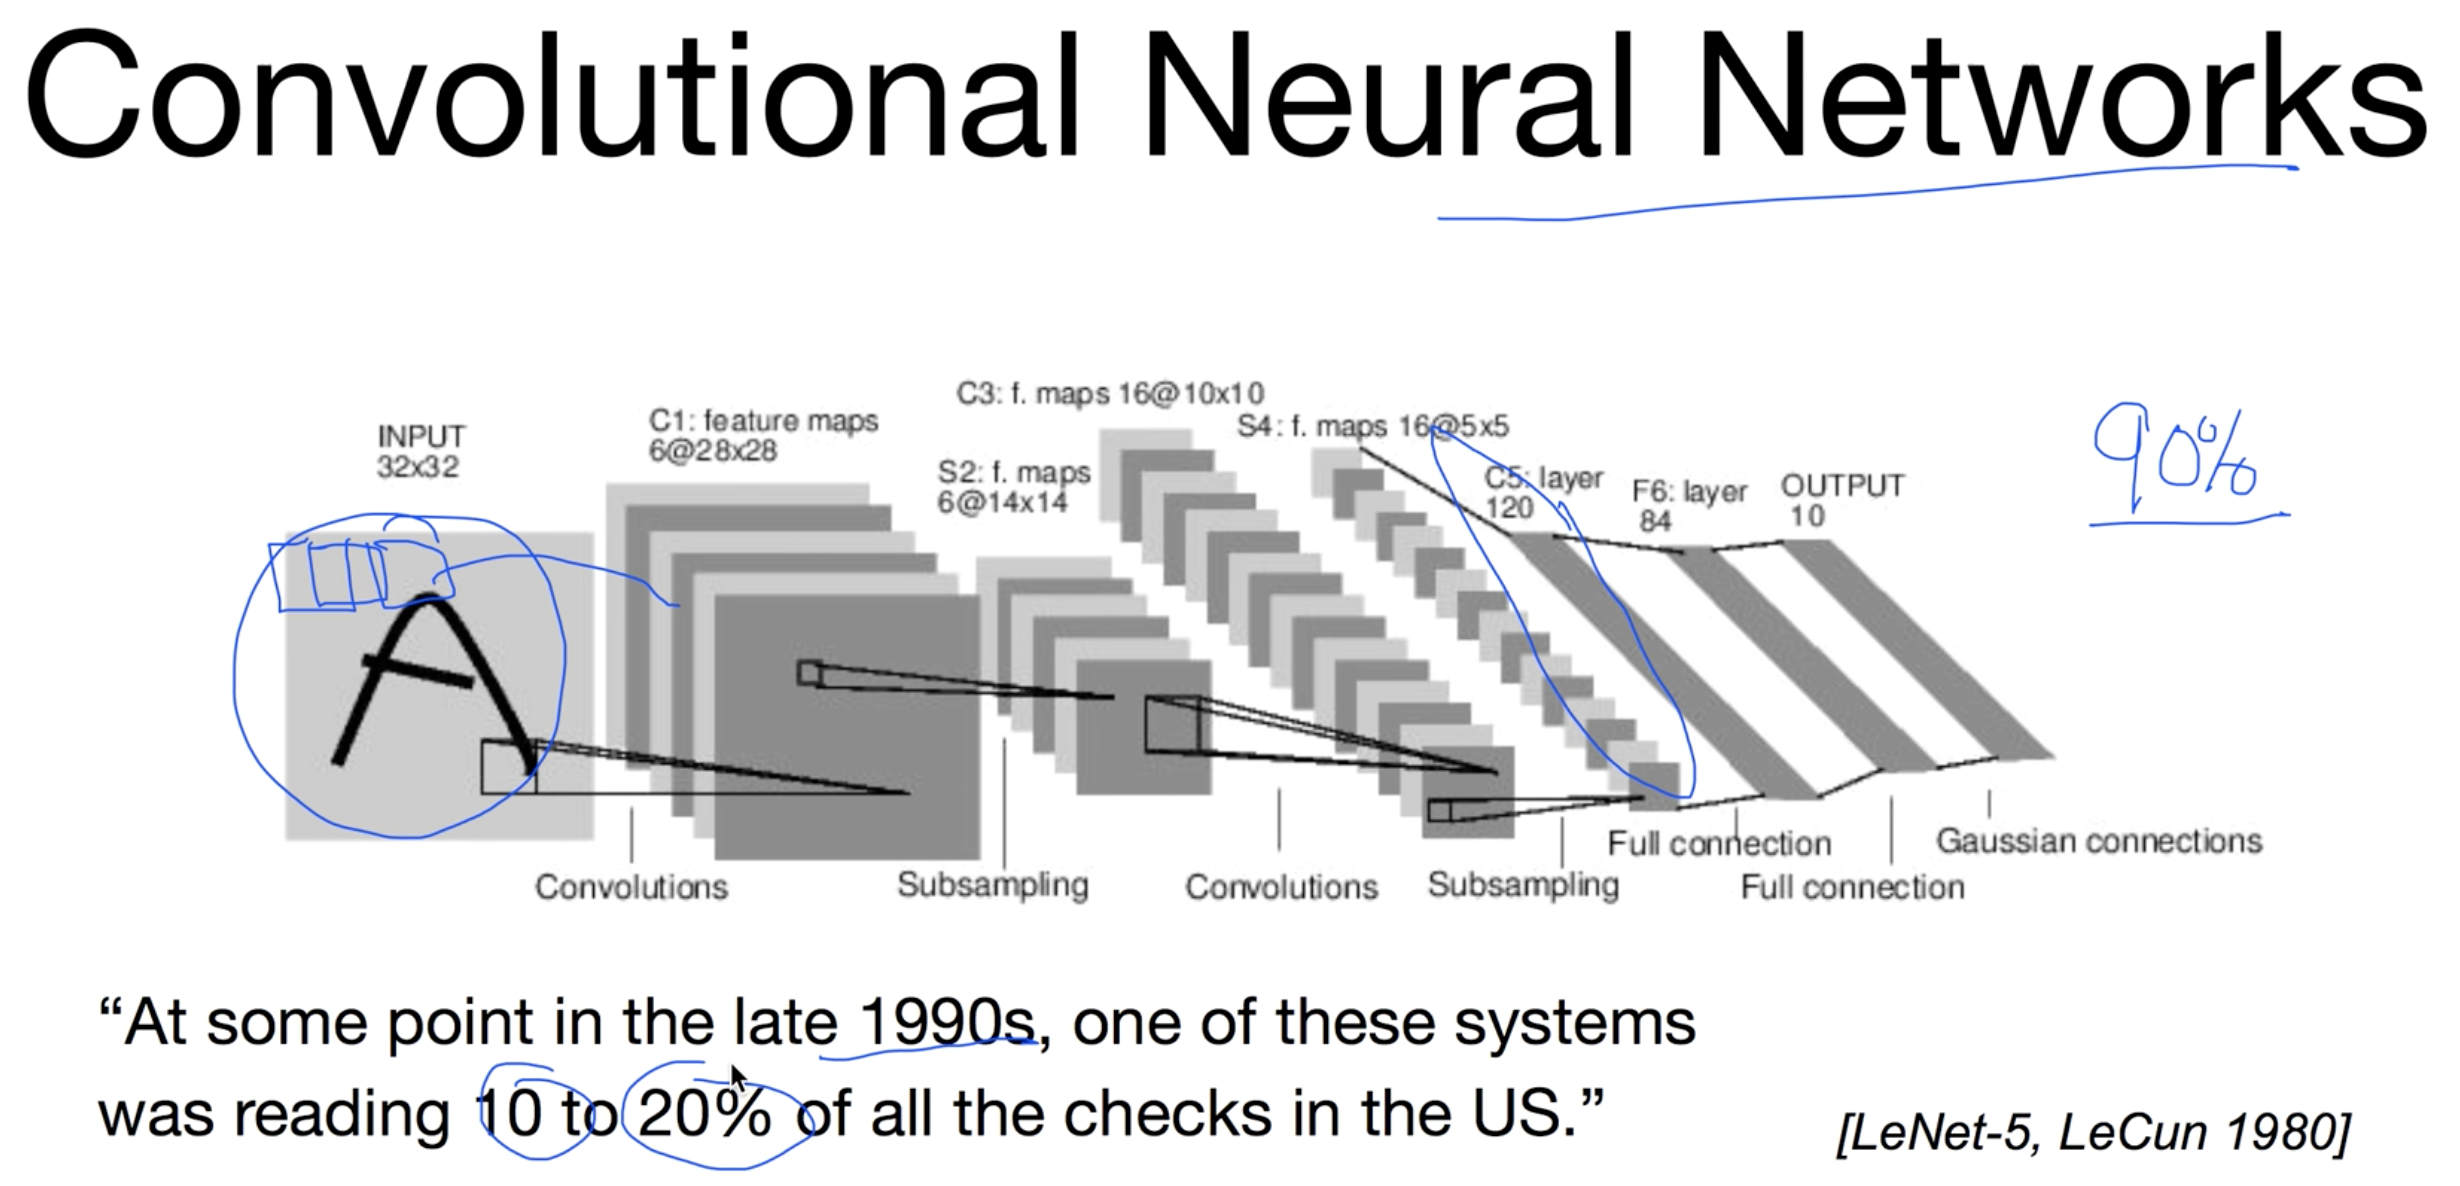 Convolutional Neural Networks
INPUT
32x32
C1: feature maps
6@28x28
S2: f. maps
6@14x14
C3: f. maps 16@10x10
S4: f. maps 16@5x5
C5: layer
120
F6: layer
84
OUTPUT
10
90%
A
Convolutions
Subsampling
Convolutions
Subsampling
Full connection
Full connection
Gaussian connections
“At some point in the late 1990s, one of these systems
was reading 10 to 20% of all the checks in the US.”
[LeNet-5, LeCun 1980]